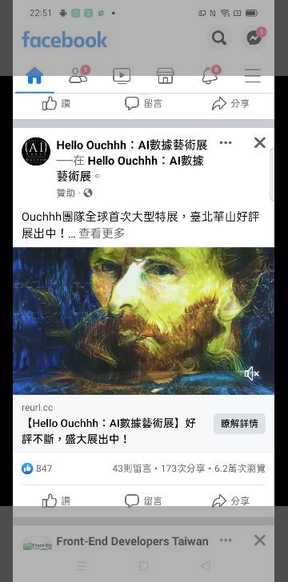 22:51
facebook
讚
留言
分享
Hello Ouchhh：AI數據藝術展
──在 Hello Ouchhh：AI數據
藝術展。
贊助・
Ouchhh團隊全球首次大型特展，臺北華山好評
展出中！... 查看更多
reurl.cc
【Hello Ouchhh：AI數據藝術展】好
評不斷，盛大展出中！
瞭解詳情
847
43則留言・173次分享・6.2萬次瀏覽
讚
留言
分享
Front-End Developers Taiwan